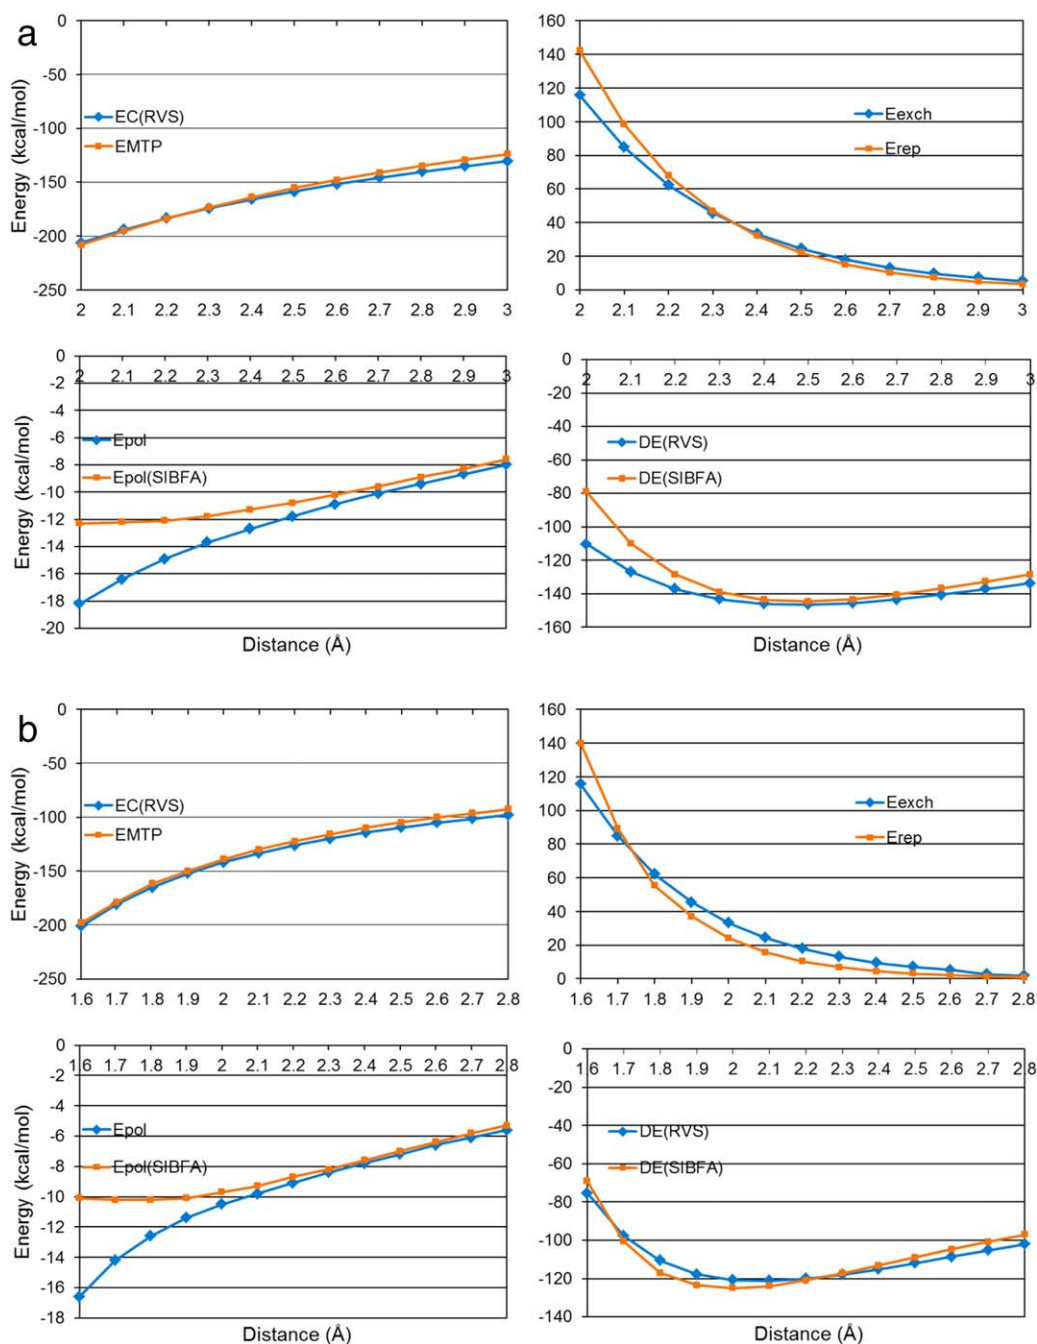 a
Energy (kcal/mol)
0
-50
-100
-150
-200
-250
EC(RVS)
EMTP
2 2.1 2.2 2.3 2.4 2.5 2.6 2.7 2.8 2.9 3
160
140
120
100
80
60
40
20
0
Eexch
Erep
2 2.1 2.2 2.3 2.4 2.5 2.6 2.7 2.8 2.9 3
Energy (kcal/mol)
0
-2
-4
-6
-8
-10
-12
-14
-16
-18
-20
2 2.1 2.2 2.3 2.4 2.5 2.6 2.7 2.8 2.9 3
Epol
Epol(SIBFA)
Distance (Å)
0
-20
-40
-60
-80
-100
-120
-140
-160
2 2.1 2.2 2.3 2.4 2.5 2.6 2.7 2.8 2.9 3
DE(RVS)
DE(SIBFA)
Distance (Å)
b
Energy (kcal/mol)
0
-50
-100
-150
-200
-250
EC(RVS)
EMTP
1.6 1.7 1.8 1.9 2 2.1 2.2 2.3 2.4 2.5 2.6 2.7 2.8
160
140
120
100
80
60
40
20
0
Eexch
Erep
1.6 1.7 1.8 1.9 2 2.1 2.2 2.3 2.4 2.5 2.6 2.7 2.8
Energy (kcal/mol)
0
-2
-4
-6
-8
-10
-12
-14
-16
-18
1.6 1.7 1.8 1.9 2 2.1 2.2 2.3 2.4 2.5 2.6 2.7 2.8
Epol
Epol(SIBFA)
Distance (Å)
0
-20
-40
-60
-80
-100
-120
-140
1.6 1.7 1.8 1.9 2 2.1 2.2 2.3 2.4 2.5 2.6 2.7 2.8
DE(RVS)
DE(SIBFA)
Distance (Å)